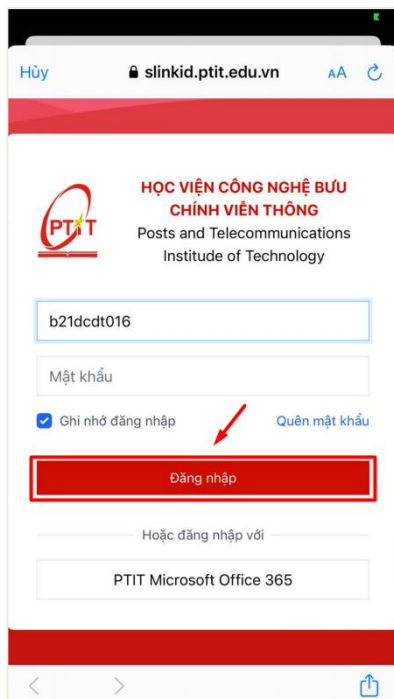 Hủy slinkid.ptit.edu.vn AA
PTIT
HỌC VIỆN CÔNG NGHỆ BƯU
CHÍNH VIỄN THÔNG
Posts and Telecommunications
Institute of Technology
b21dcdt016
Mật khẩu
Ghi nhớ đăng nhập Quên mật khẩu
Đăng nhập
Hoặc đăng nhập với
PTIT Microsoft Office 365